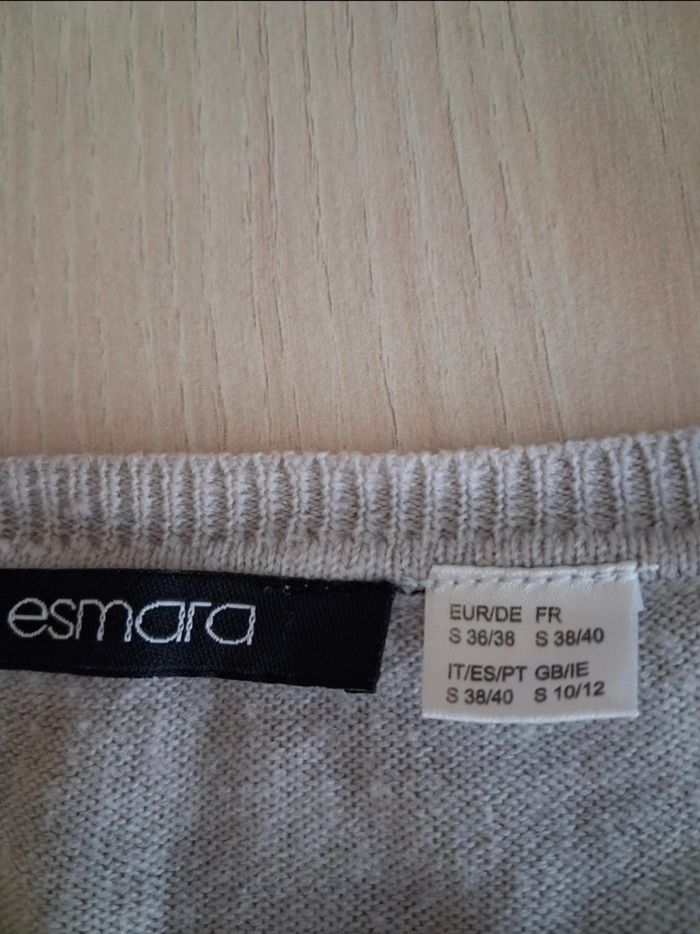 esmara
EUR/DE FR
S 36/38 S 38/40
IT/ES/PT GB/IE
S 38/40 S 10/12